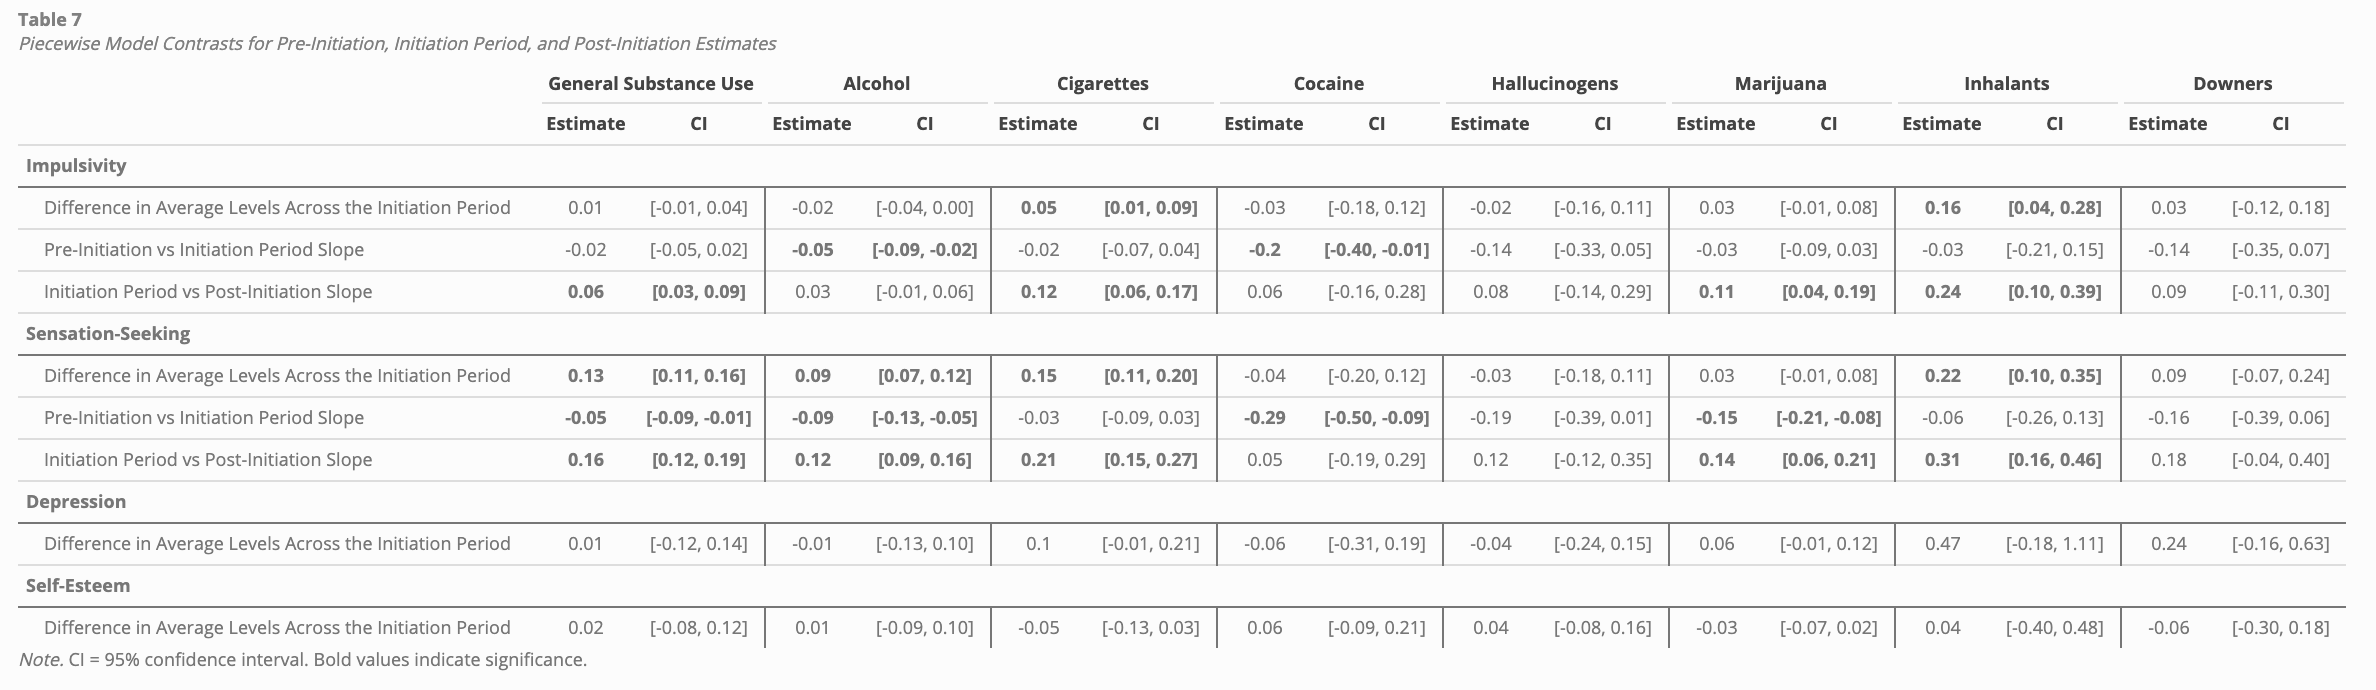 Table 7
Piecewise Model Contrasts for Pre-Initiation, Initiation Period, and Post-Initiation Estimates
General Substance Use Alcohol Cigarettes Cocaine Hallucinogens Marijuana Inhalants Downers
Estimate CI Estimate CI Estimate CI Estimate CI Estimate CI Estimate CI Estimate CI Estimate CI
Impulsivity
Difference in Average Levels Across the Initiation Period 0.01 [-0.01, 0.04] -0.02 [-0.04, 0.00] 0.05 [0.01, 0.09] -0.03 [-0.18, 0.12] -0.02 [-0.16, 0.11] 0.03 [-0.01, 0.08] 0.16 [0.04, 0.28] 0.03 [-0.12, 0.18]
Pre-Initiation vs Initiation Period Slope -0.02 [-0.05, 0.02] -0.05 [-0.09, -0.02] -0.02 [-0.07, 0.04] -0.2 [-0.40, -0.01] -0.14 [-0.33, 0.05] -0.03 [-0.09, 0.03] -0.03 [-0.21, 0.15] -0.14 [-0.35, 0.07]
Initiation Period vs Post-Initiation Slope 0.06 [0.03, 0.09] 0.03 [-0.01, 0.06] 0.12 [0.06, 0.17] 0.06 [-0.16, 0.28] 0.08 [-0.14, 0.29] 0.11 [0.04, 0.19] 0.24 [0.10, 0.39] 0.09 [-0.11, 0.30]
Sensation-Seeking
Difference in Average Levels Across the Initiation Period 0.13 [0.11, 0.16] 0.09 [0.07, 0.12] 0.15 [0.11, 0.20] -0.04 [-0.20, 0.12] -0.03 [-0.18, 0.11] 0.03 [-0.01, 0.08] 0.22 [0.10, 0.35] 0.09 [-0.07, 0.24]
Pre-Initiation vs Initiation Period Slope -0.05 [-0.09, -0.01] -0.09 [-0.13, -0.05] -0.03 [-0.09, 0.03] -0.29 [-0.50, -0.09] -0.19 [-0.39, 0.01] -0.15 [-0.21, -0.08] -0.06 [-0.26, 0.13] -0.16 [-0.39, 0.06]
Initiation Period vs Post-Initiation Slope 0.16 [0.12, 0.19] 0.12 [0.09, 0.16] 0.21 [0.15, 0.27] 0.05 [-0.19, 0.29] 0.12 [-0.12, 0.35] 0.14 [0.06, 0.21] 0.31 [0.16, 0.46] 0.18 [-0.04, 0.40]
Depression
Difference in Average Levels Across the Initiation Period 0.01 [-0.12, 0.14] -0.01 [-0.13, 0.10] 0.1 [-0.01, 0.21] -0.06 [-0.31, 0.19] -0.04 [-0.24, 0.15] 0.06 [-0.01, 0.12] 0.47 [-0.18, 1.11] 0.24 [-0.16, 0.63]
Self-Esteem
Difference in Average Levels Across the Initiation Period 0.02 [-0.08, 0.12] 0.01 [-0.09, 0.10] -0.05 [-0.13, 0.03] 0.06 [-0.09, 0.21] 0.04 [-0.08, 0.16] -0.03 [-0.07, 0.02] 0.04 [-0.40, 0.48] -0.06 [-0.30, 0.18]
Note. CI = 95% confidence interval. Bold values indicate significance.